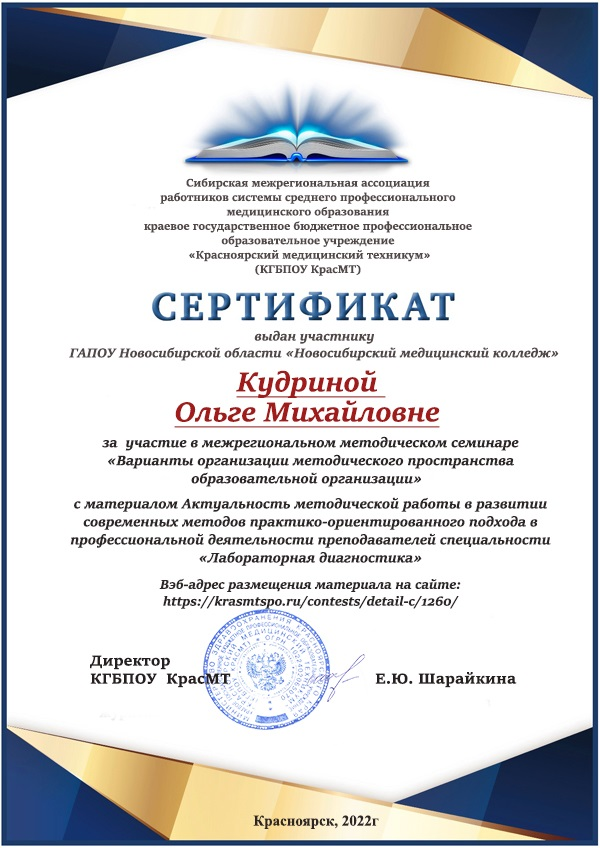 Сибирская межрегиональная ассоциация
работников системы среднего профессионального
медицинского образования
краевое государственное бюджетное профессиональное
образовательное учреждение
«Красноярский медицинский техникум»
(КГБПОУ КрасМТ)
СЕРТИФИКАТ
выдан участнику
ГАПОУ Новосибирской области «Новосибирский медицинский колледж»
Кудриной
Ольге Михайловне
за участие в межрегиональном методическом семинаре
«Варианты организации методического пространства
образовательной организации»
с материалом Актуальность методической работы в развитии
современных методов практико-ориентированного подхода в
профессиональной деятельности преподавателей специальности
«Лабораторная диагностика»
Вэб-адрес размещения материала на сайте:
https://krasmtspo.ru/contests/detail-c/1260/
Директор
КГБПОУ КрасМТ
Е.Ю. Шарайкина
Красноярск, 2022г